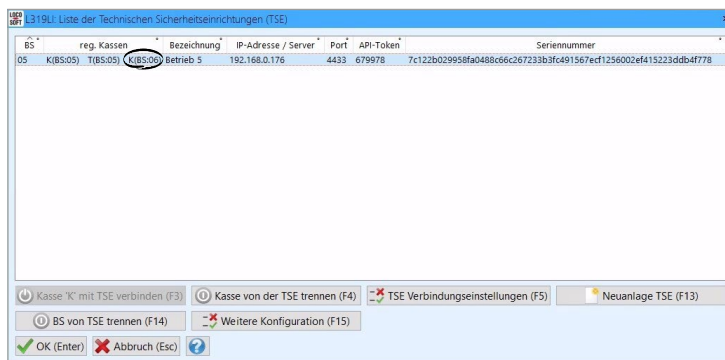 LOCO SOFT L319LI: Liste der Technischen Sicherheitseinrichtungen (TSE)
BS reg. Kassen Bezeichnung IP-Adresse / Server Port API-Token Seriennummer
05 K(BS:05) T(BS:05) K(BS:06) Betrieb 5 192.168.0.176 4433 679978 7c122b029958fa0488c66c267233b3fc491567ecf1256002ef415223ddb4f778
Kasse 'K' mit TSE verbinden (F3) Kasse von der TSE trennen (F4) TSE Verbindungseinstellungen (F5) Neuanlage TSE (F13)
BS von TSE trennen (F14) Weitere Konfiguration (F15)
OK (Enter) Abbruch (Esc) ?